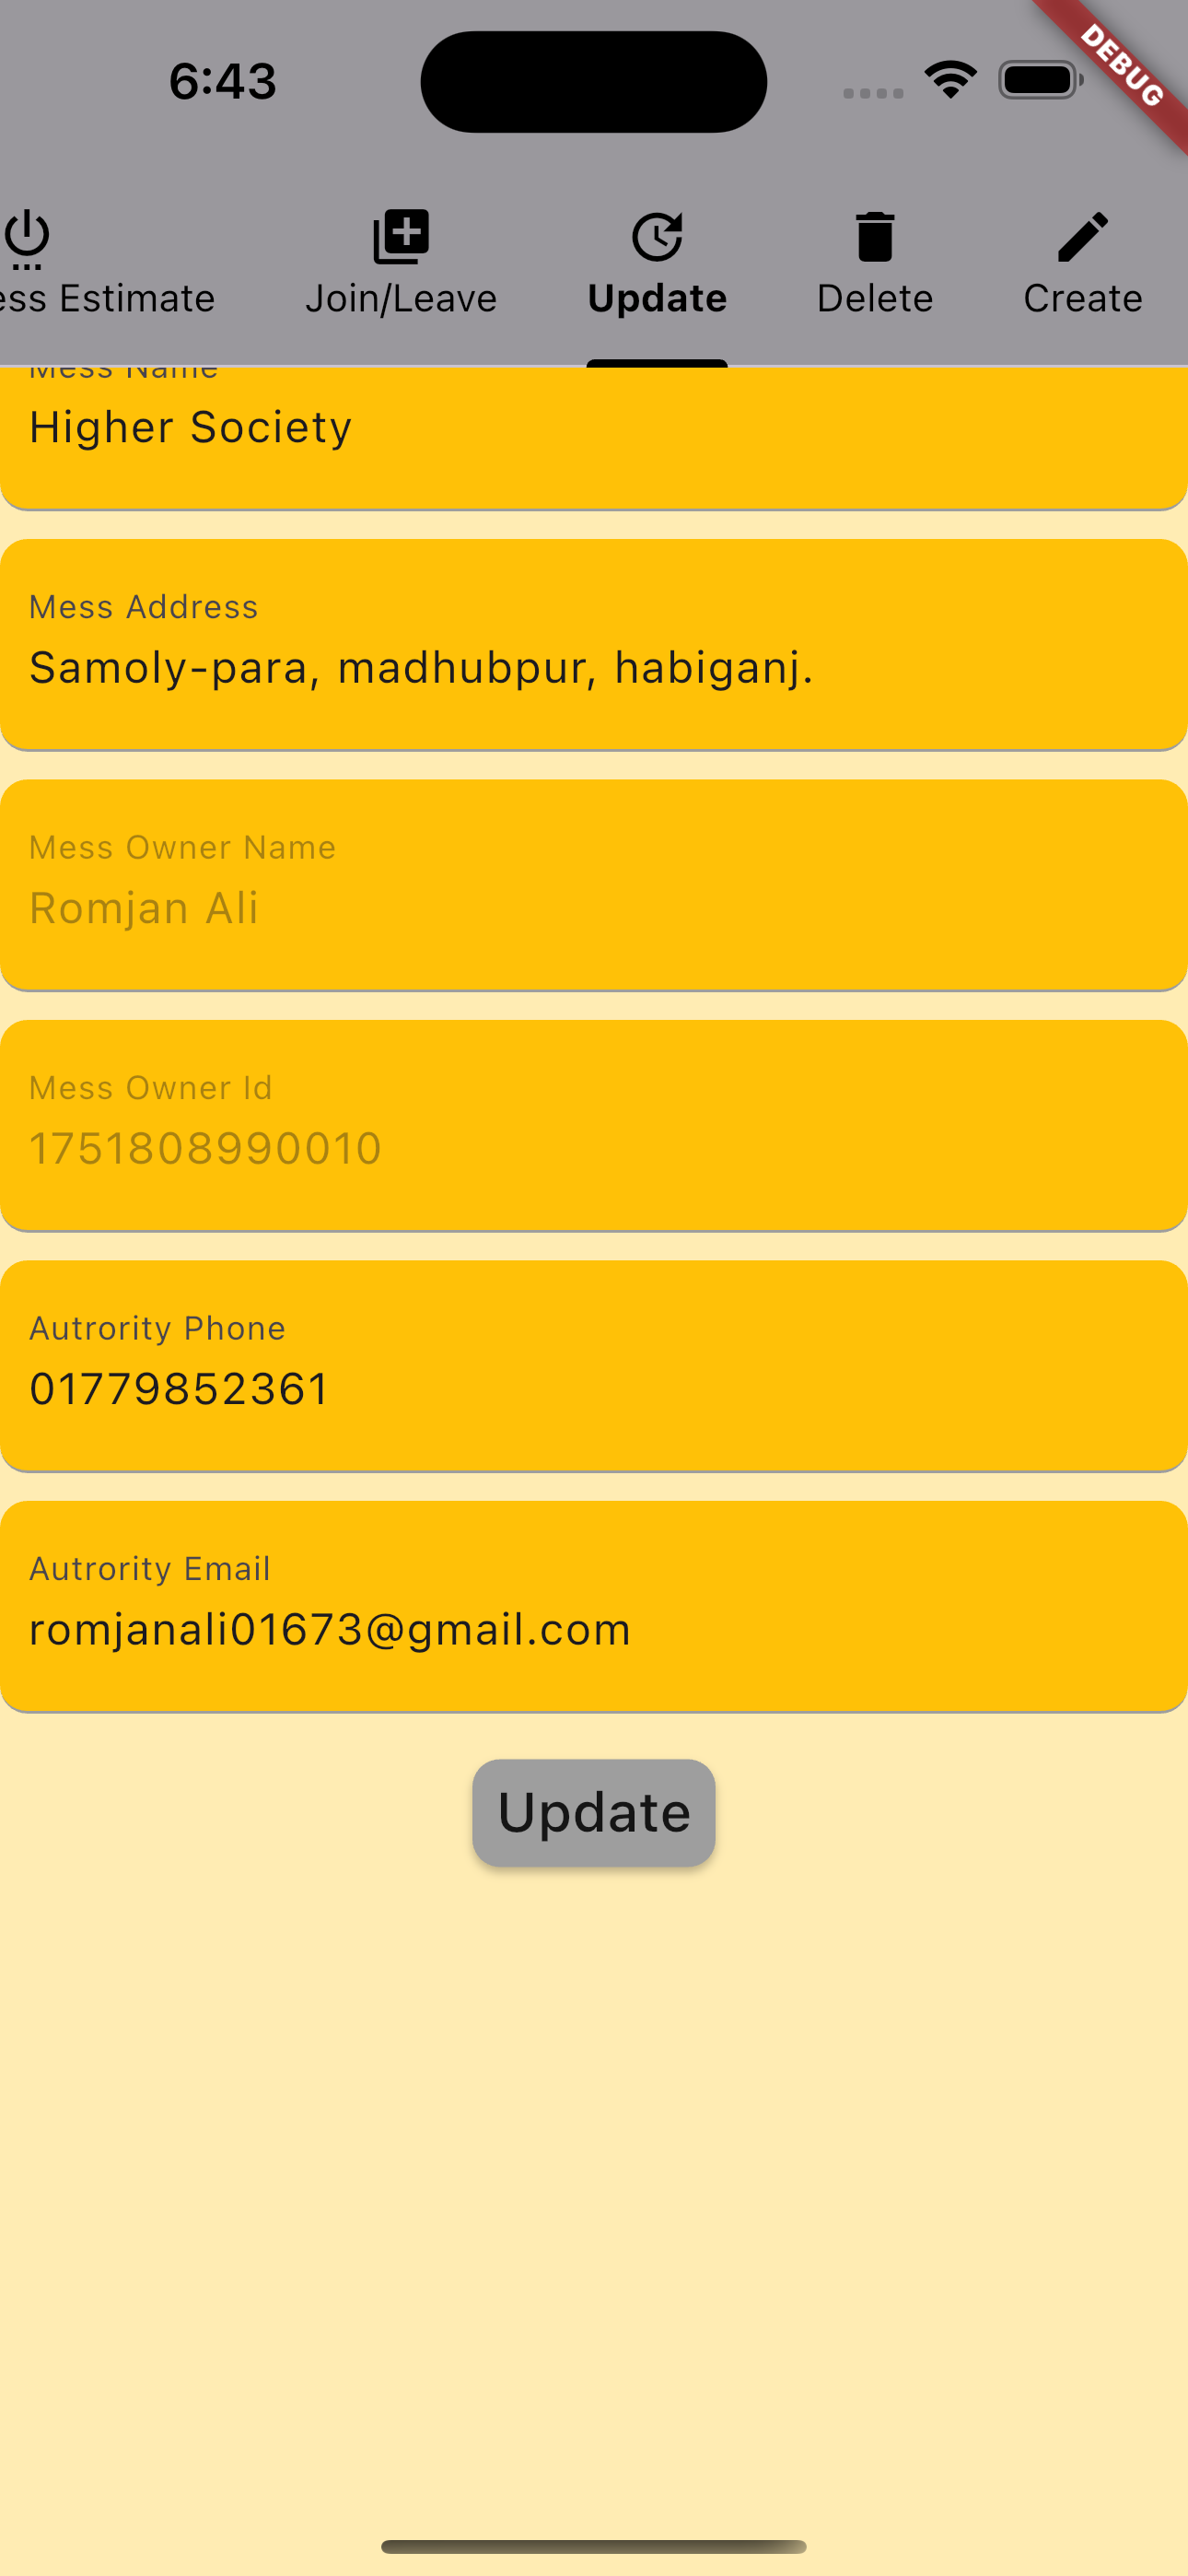 6:43
DEBUG
ess Estimate
Join/Leave
Update
Delete
Create
Mess Name
Higher Society
Mess Address
Samoly-para, madhubpur, habiganj.
Mess Owner Name
Romjan Ali
Mess Owner Id
1751808990010
Autrority Phone
01779852361
Autrority Email
romjanali01673@gmail.com
Update